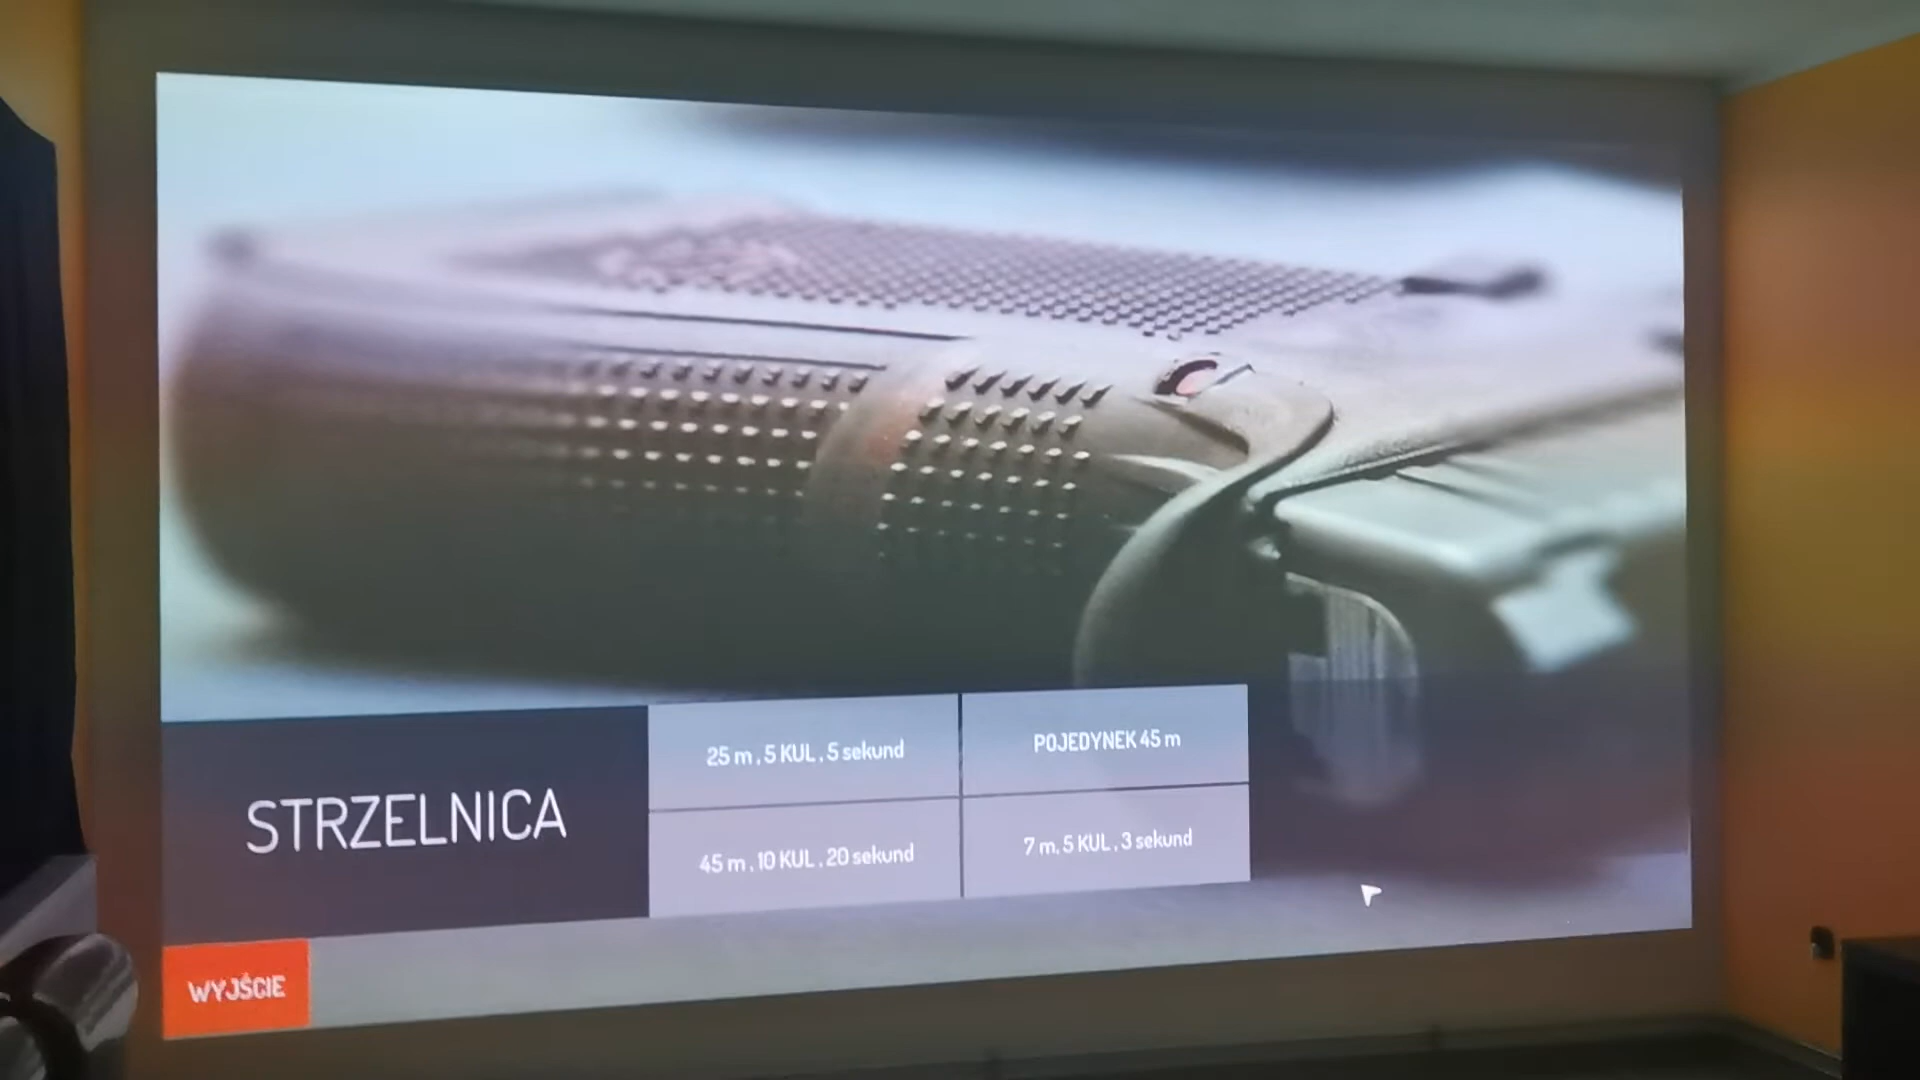 STRZELNICA
25 m , 5 KUL , 5 sekund
POJEDYNEK 45 m
45 m , 10 KUL , 20 sekund
7 m, 5 KUL , 3 sekund
WYJŚCIE